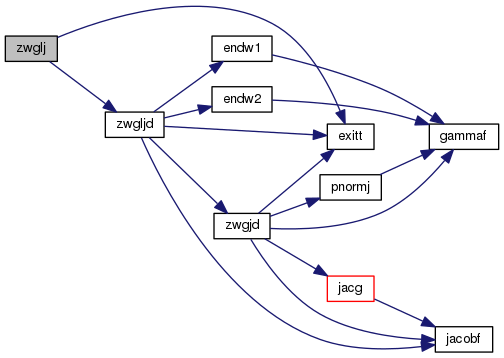 zwglj
endw1
endw2
zwgljd
exitt
gammaf
pnormj
zwgjd
jacg
jacobf